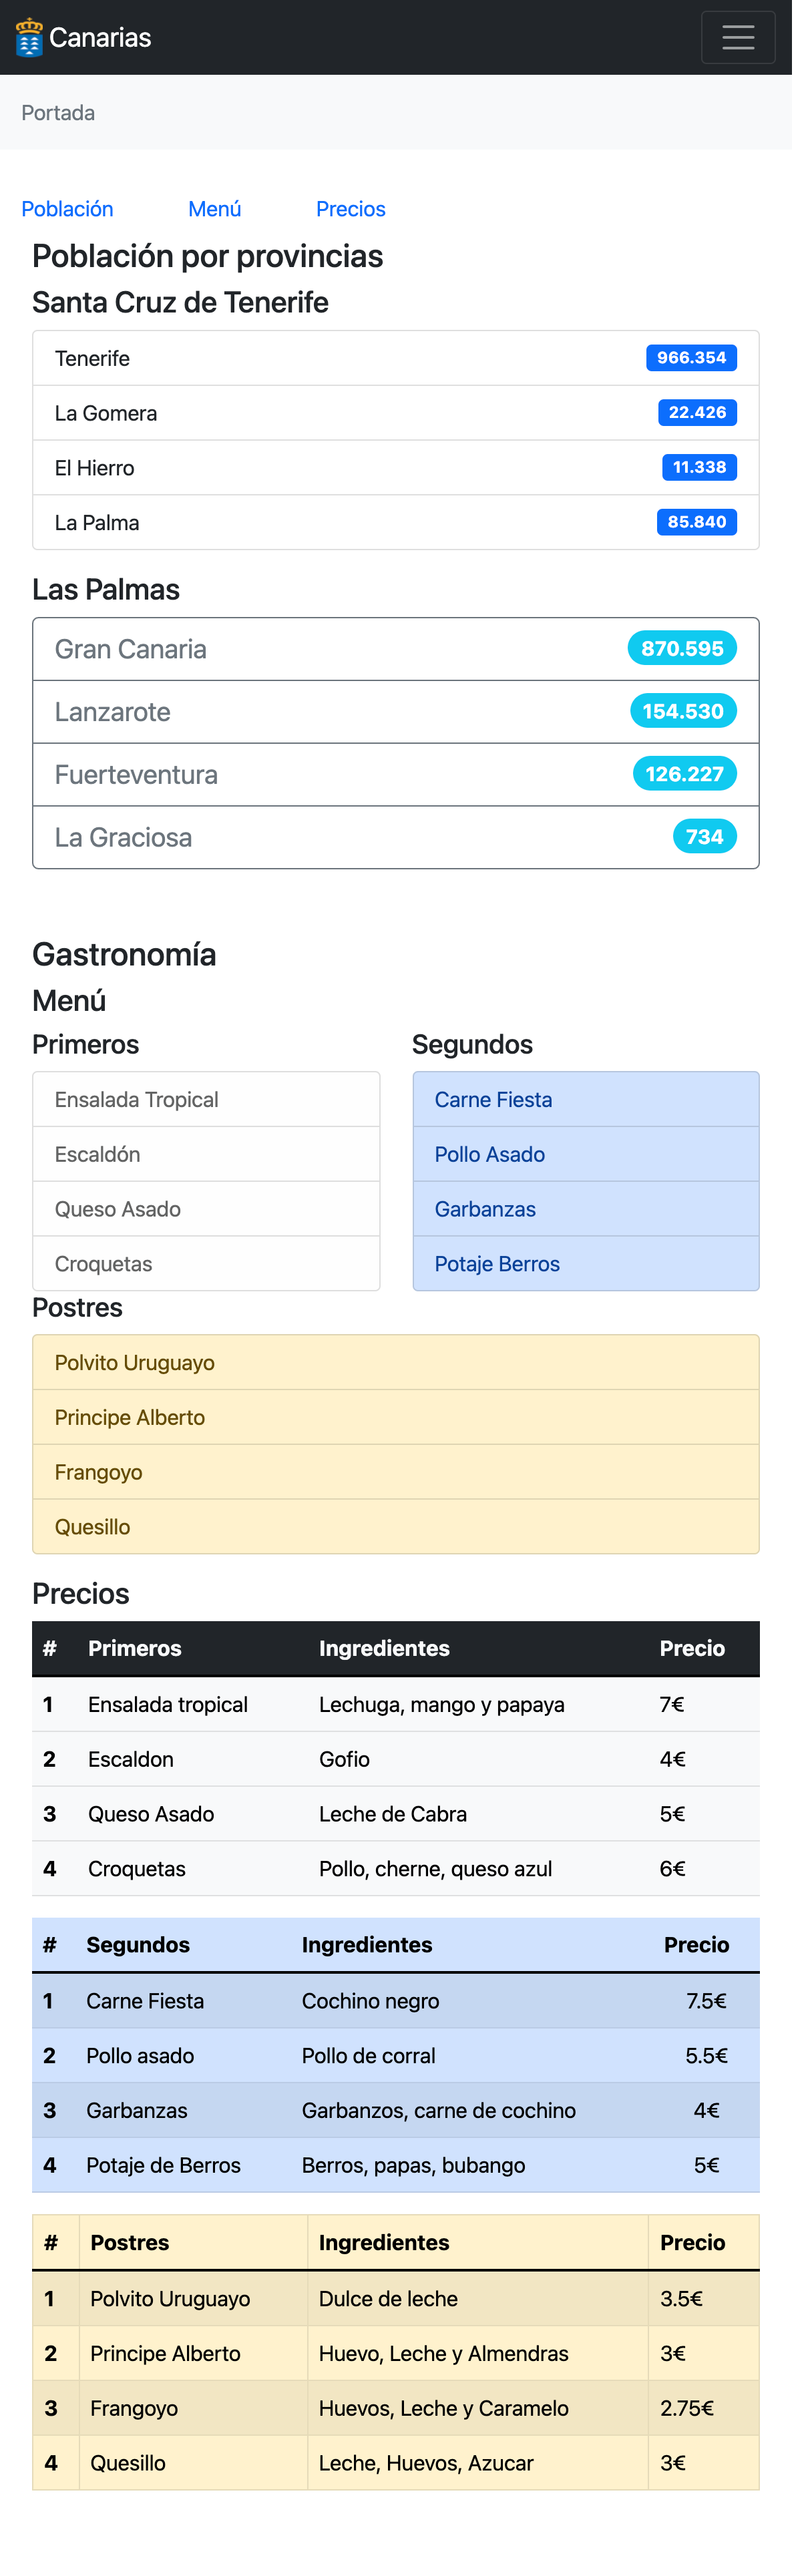 Canarias
Portada
Población Menú Precios
Población por provincias
Santa Cruz de Tenerife
Tenerife 966.354
La Gomera 22.426
El Hierro 11.338
La Palma 85.840
Las Palmas
Gran Canaria 870.595
Lanzarote 154.530
Fuerteventura 126.227
La Graciosa 734
Gastronomía
Menú
Primeros
Ensalada Tropical
Escaldón
Queso Asado
Croquetas
Segundos
Carne Fiesta
Pollo Asado
Garbanzas
Potaje Berros
Postres
Polvito Uruguayo
Principe Alberto
Frangoyo
Quesillo
Precios
# Primeros Ingredientes Precio
1 Ensalada tropical Lechuga, mango y papaya 7€
2 Escaldon Gofio 4€
3 Queso Asado Leche de Cabra 5€
4 Croquetas Pollo, cherne, queso azul 6€
# Segundos Ingredientes Precio
1 Carne Fiesta Cochino negro 7.5€
2 Pollo asado Pollo de corral 5.5€
3 Garbanzas Garbanzos, carne de cochino 4€
4 Potaje de Berros Berros, papas, bubango 5€
# Postres Ingredientes Precio
1 Polvito Uruguayo Dulce de leche 3.5€
2 Principe Alberto Huevo, Leche y Almendras 3€
3 Frangoyo Huevos, Leche y Caramelo 2.75€
4 Quesillo Leche, Huevos, Azucar 3€